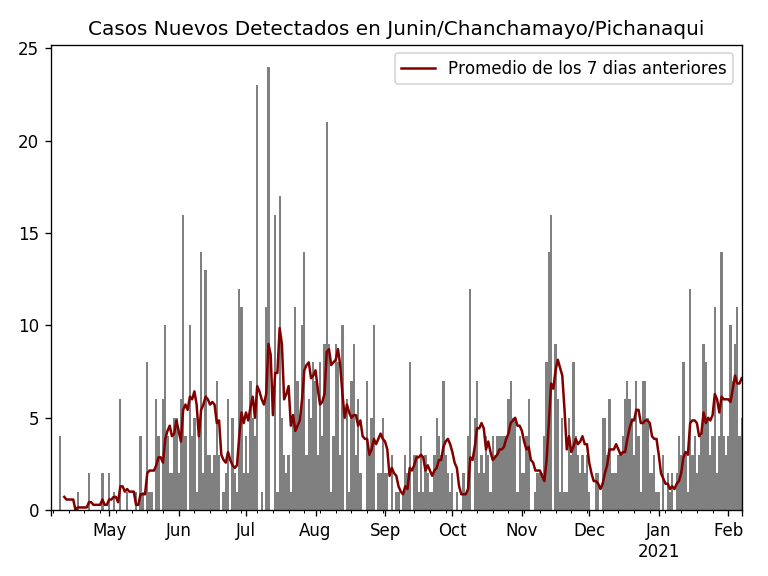 Casos Nuevos Detectados en Junin/Chanchamayo/Pichanaqui
Promedio de los 7 dias anteriores
25
20
15
10
5
0
May Jun Jul Aug Sep Oct Nov Dec Jan Feb
2021